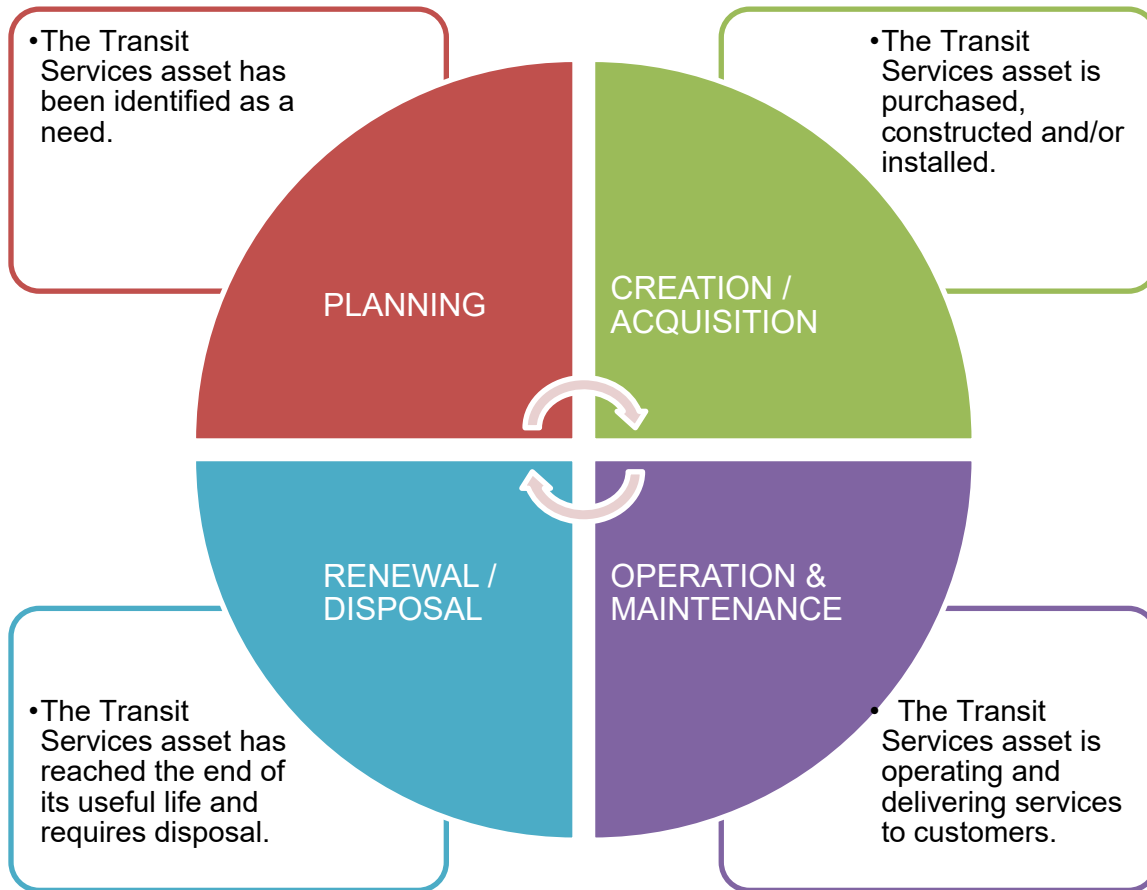 •The Transit
Services asset has
been identified as a
need.
•The Transit
Services asset is
purchased,
constructed and/or
installed.
PLANNING
CREATION /
ACQUISITION
RENEWAL /
DISPOSAL
OPERATION &
MAINTENANCE
•The Transit
Services asset has
reached the end of
its useful life and
requires disposal.
• The Transit
Services asset is
operating and
delivering services
to customers.